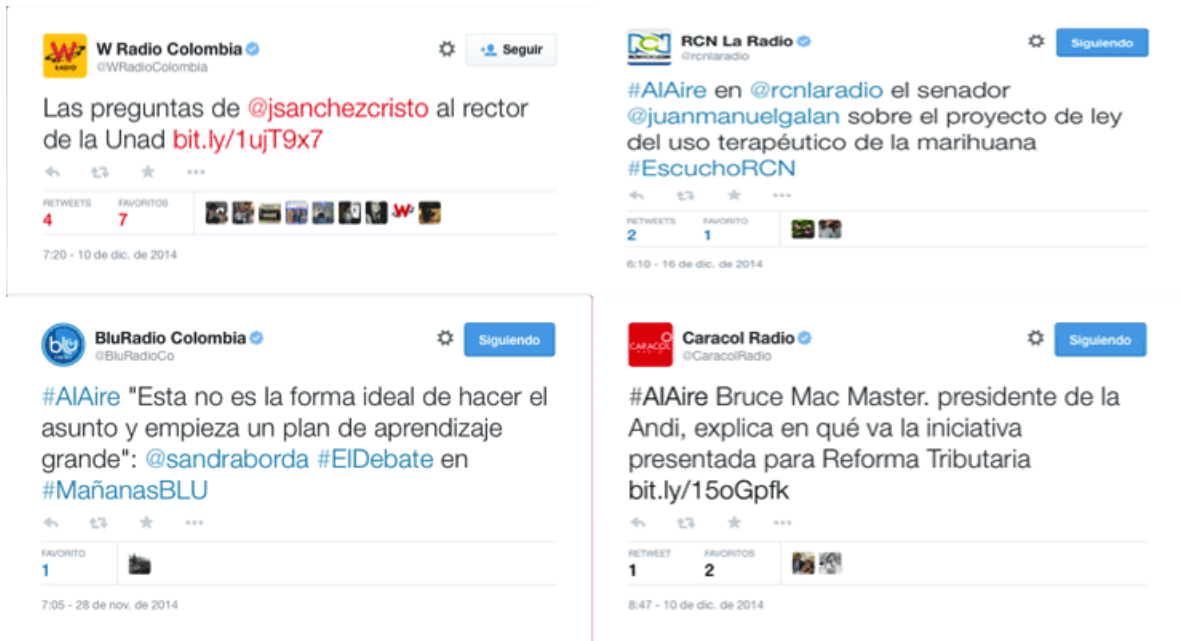 W Radio Colombia
@WRadioColombia
Seguir
Las preguntas de @jsanchezcristo al rector
de la Unad bit.ly/1ujT9x7
RETWEETS FAVORITOS
4 7
7:20 - 10 de dic. de 2014
RCN La Radio
@rcnlaradio
Siguiendo
#AlAire en @rcnlaradio el senador
@juanmanuelgalan sobre el proyecto de ley
del uso terapéutico de la marihuana
#EscuchoRCN
RETWEETS FAVORITO
2 1
6:10 - 16 de dic. de 2014
blu
BluRadio Colombia
@BluRadioCo
Siguiendo
#AlAire "Esta no es la forma ideal de hacer el
asunto y empieza un plan de aprendizaje
grande": @sandraborda #ElDebate en
#MañanasBLU
FAVORITO
1
7:05 - 28 de nov. de 2014
CARACOL
RADIO
Caracol Radio
@CaracolRadio
Siguiendo
#AlAire Bruce Mac Master. presidente de la
Andi, explica en qué va la iniciativa
presentada para Reforma Tributaria
bit.ly/15oGpfk
RETWEET FAVORITOS
1 2
8:47 - 10 de dic. de 2014